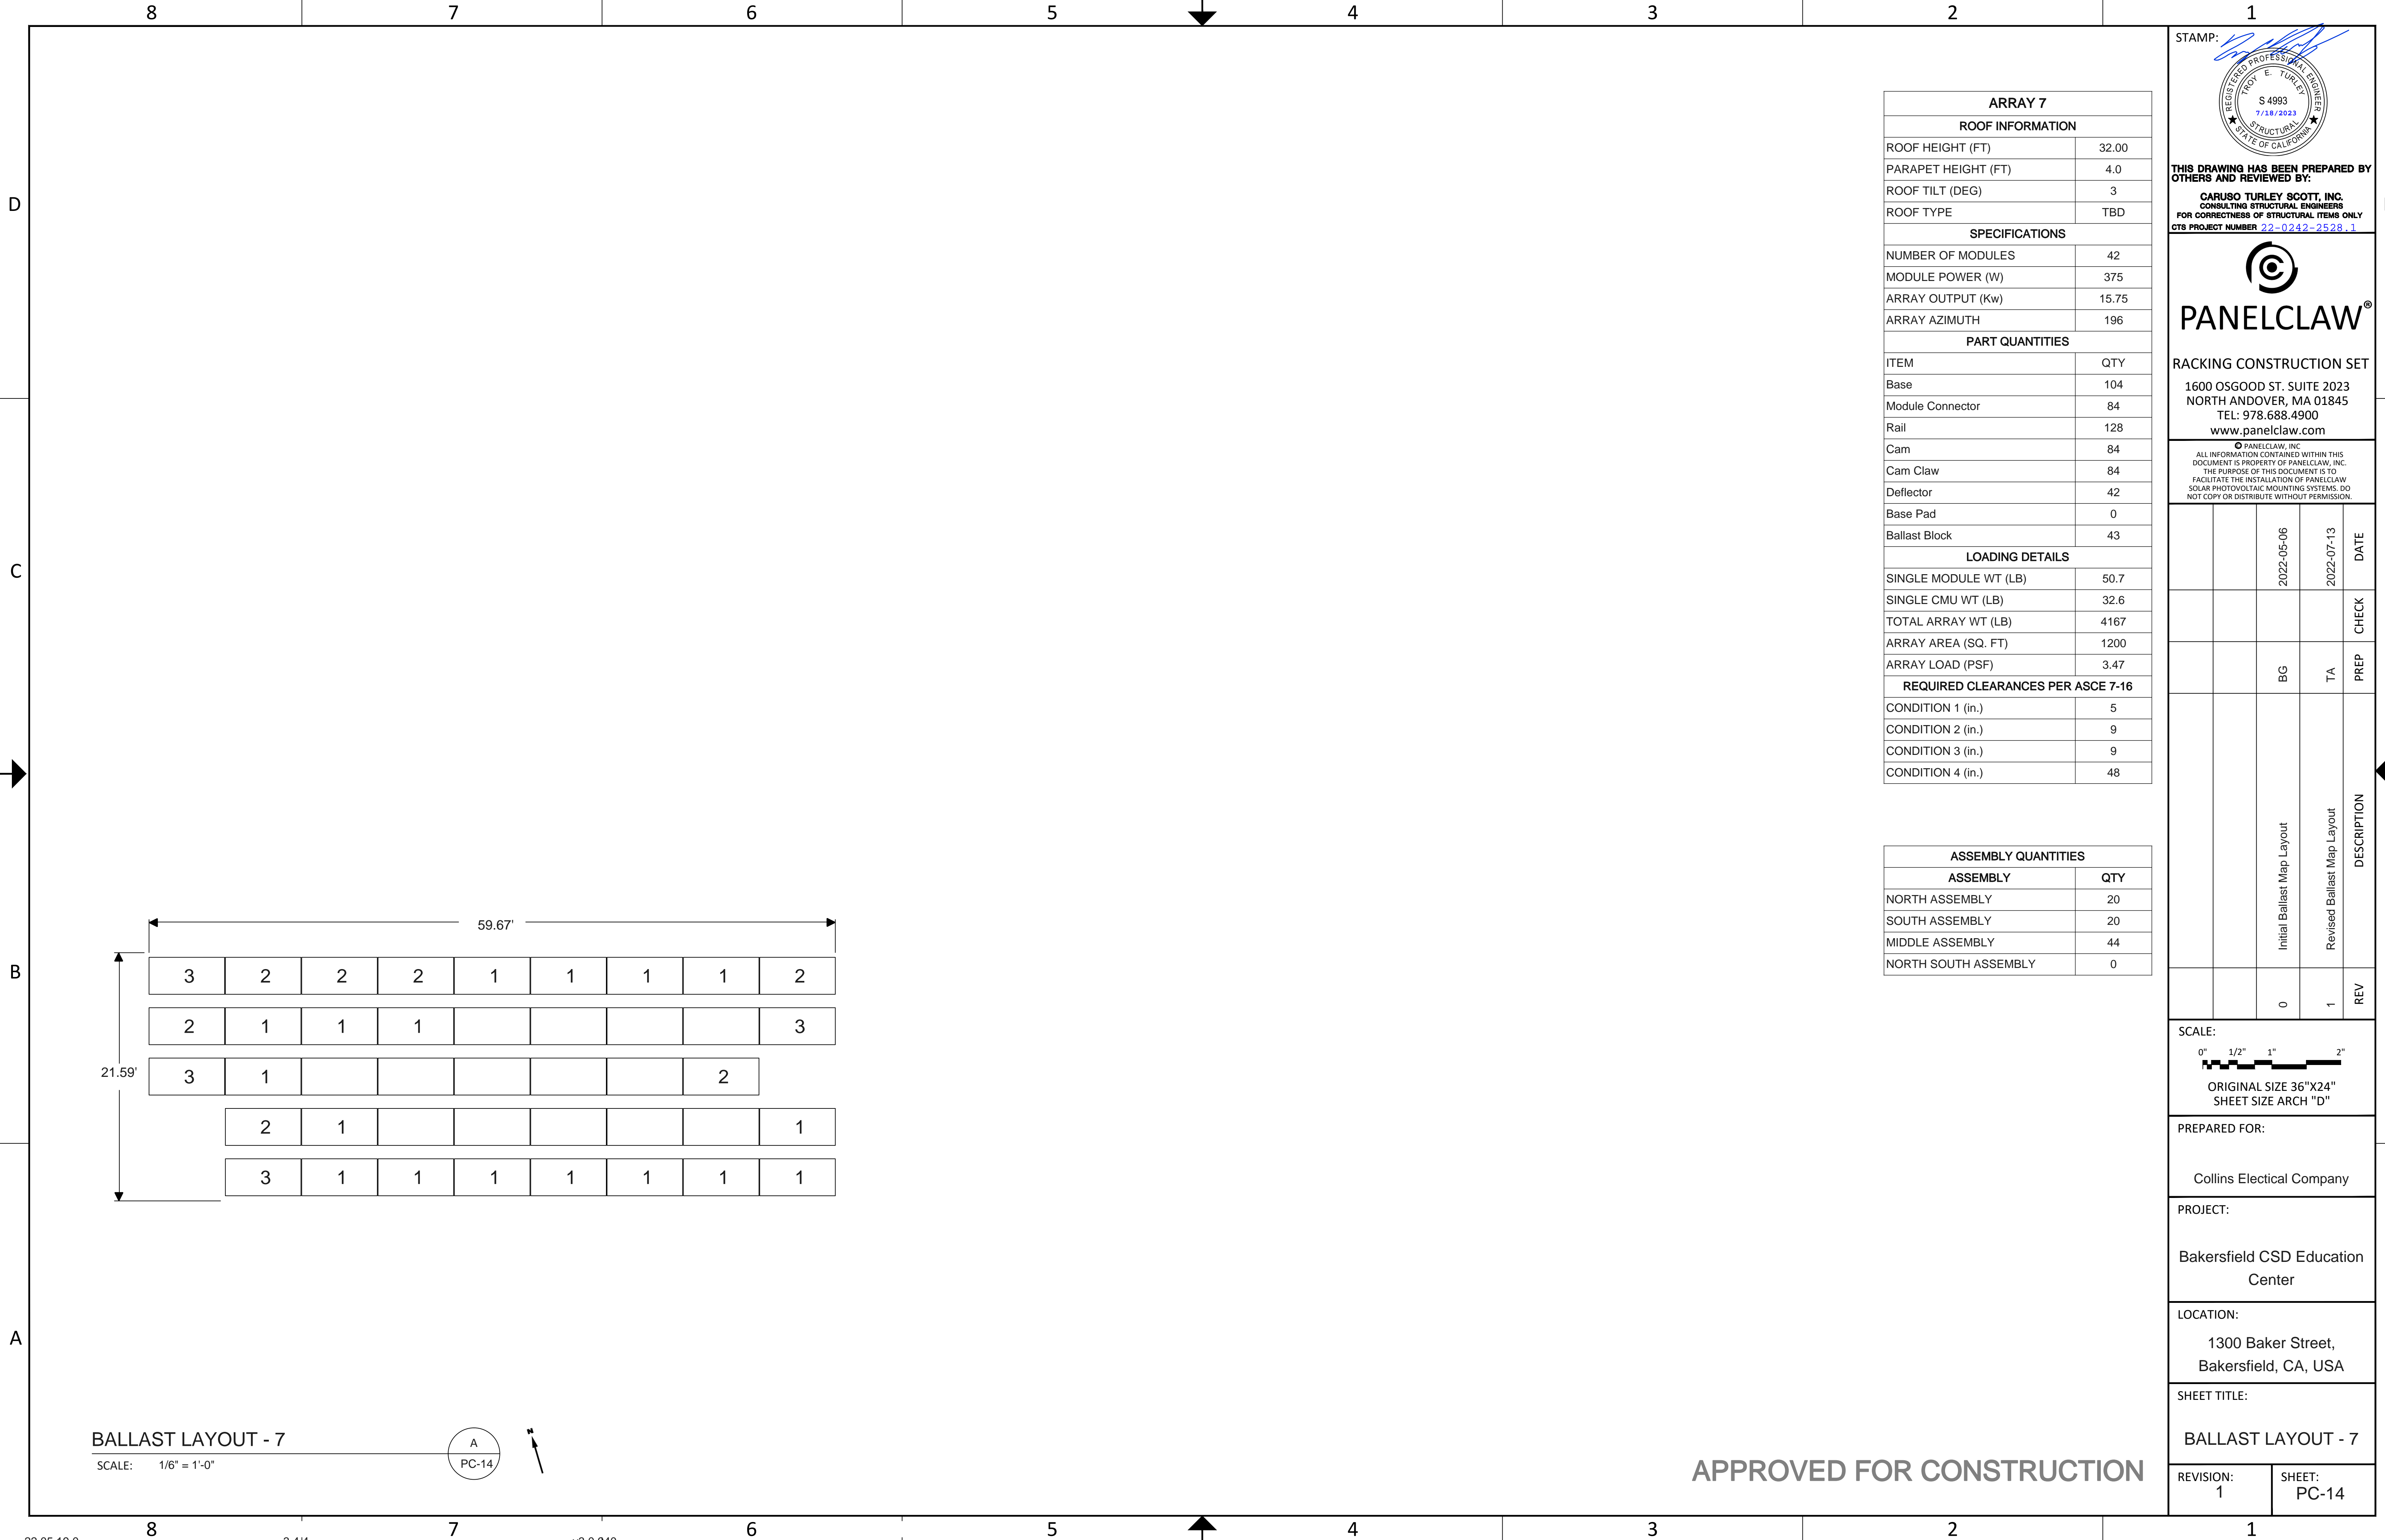 8 7 6 5 4 3 2 1
D
C
B
A
ARRAY 7
ROOF INFORMATION
ROOF HEIGHT (FT) 32.00
PARAPET HEIGHT (FT) 4.0
ROOF TILT (DEG) 3
ROOF TYPE TBD
SPECIFICATIONS
NUMBER OF MODULES 42
MODULE POWER (W) 375
ARRAY OUTPUT (Kw) 15.75
ARRAY AZIMUTH 196
PART QUANTITIES
ITEM QTY
Base 104
Module Connector 84
Rail 128
Cam 84
Cam Claw 84
Deflector 42
Base Pad 0
Ballast Block 43
LOADING DETAILS
SINGLE MODULE WT (LB) 50.7
SINGLE CMU WT (LB) 32.6
TOTAL ARRAY WT (LB) 4167
ARRAY AREA (SQ. FT) 1200
ARRAY LOAD (PSF) 3.47
REQUIRED CLEARANCES PER ASCE 7-16
CONDITION 1 (in.) 5
CONDITION 2 (in.) 9
CONDITION 3 (in.) 9
CONDITION 4 (in.) 48
ASSEMBLY QUANTITIES
ASSEMBLY QTY
NORTH ASSEMBLY 20
SOUTH ASSEMBLY 20
MIDDLE ASSEMBLY 44
NORTH SOUTH ASSEMBLY 0
59.67'
21.59'
3 2 2 2 1 1 1 1 2
2 1 1 1 3
3 1 2
2 1 1
3 1 1 1 1 1 1 1
BALLAST LAYOUT - 7
SCALE: 1/6" = 1'-0"
A
PC-14
N
APPROVED FOR CONSTRUCTION
STAMP:
REGISTERED PROFESSIONAL ENGINEER
TROY E. TURLEY
S 4993
7/18/2023
STRUCTURAL
STATE OF CALIFORNIA
THIS DRAWING HAS BEEN PREPARED BY
OTHERS AND REVIEWED BY:
CARUSO TURLEY SCOTT, INC.
CONSULTING STRUCTURAL ENGINEERS
FOR CORRECTNESS OF STRUCTURAL ITEMS ONLY
CTS PROJECT NUMBER 22-0242-2528.1
PANELCLAW®
RACKING CONSTRUCTION SET
1600 OSGOOD ST. SUITE 2023
NORTH ANDOVER, MA 01845
TEL: 978.688.4900
www.panelclaw.com
© PANELCLAW, INC
ALL INFORMATION CONTAINED WITHIN THIS
DOCUMENT IS PROPERTY OF PANELCLAW, INC.
THE PURPOSE OF THIS DOCUMENT IS TO
FACILITATE THE INSTALLATION OF PANELCLAW
SOLAR PHOTOVOLTAIC MOUNTING SYSTEMS. DO
NOT COPY OR DISTRIBUTE WITHOUT PERMISSION.
REV DESCRIPTION PREP CHECK DATE
1 Revised Ballast Map Layout TA 2022-07-13
0 Initial Ballast Map Layout BG 2022-05-06
SCALE:
0" 1/2" 1" 2"
ORIGINAL SIZE 36"X24"
SHEET SIZE ARCH "D"
PREPARED FOR:
Collins Electical Company
PROJECT:
Bakersfield CSD Education
Center
LOCATION:
1300 Baker Street,
Bakersfield, CA, USA
SHEET TITLE:
BALLAST LAYOUT - 7
REVISION:
1
SHEET:
PC-14
8 7 6 5 4 3 2 1